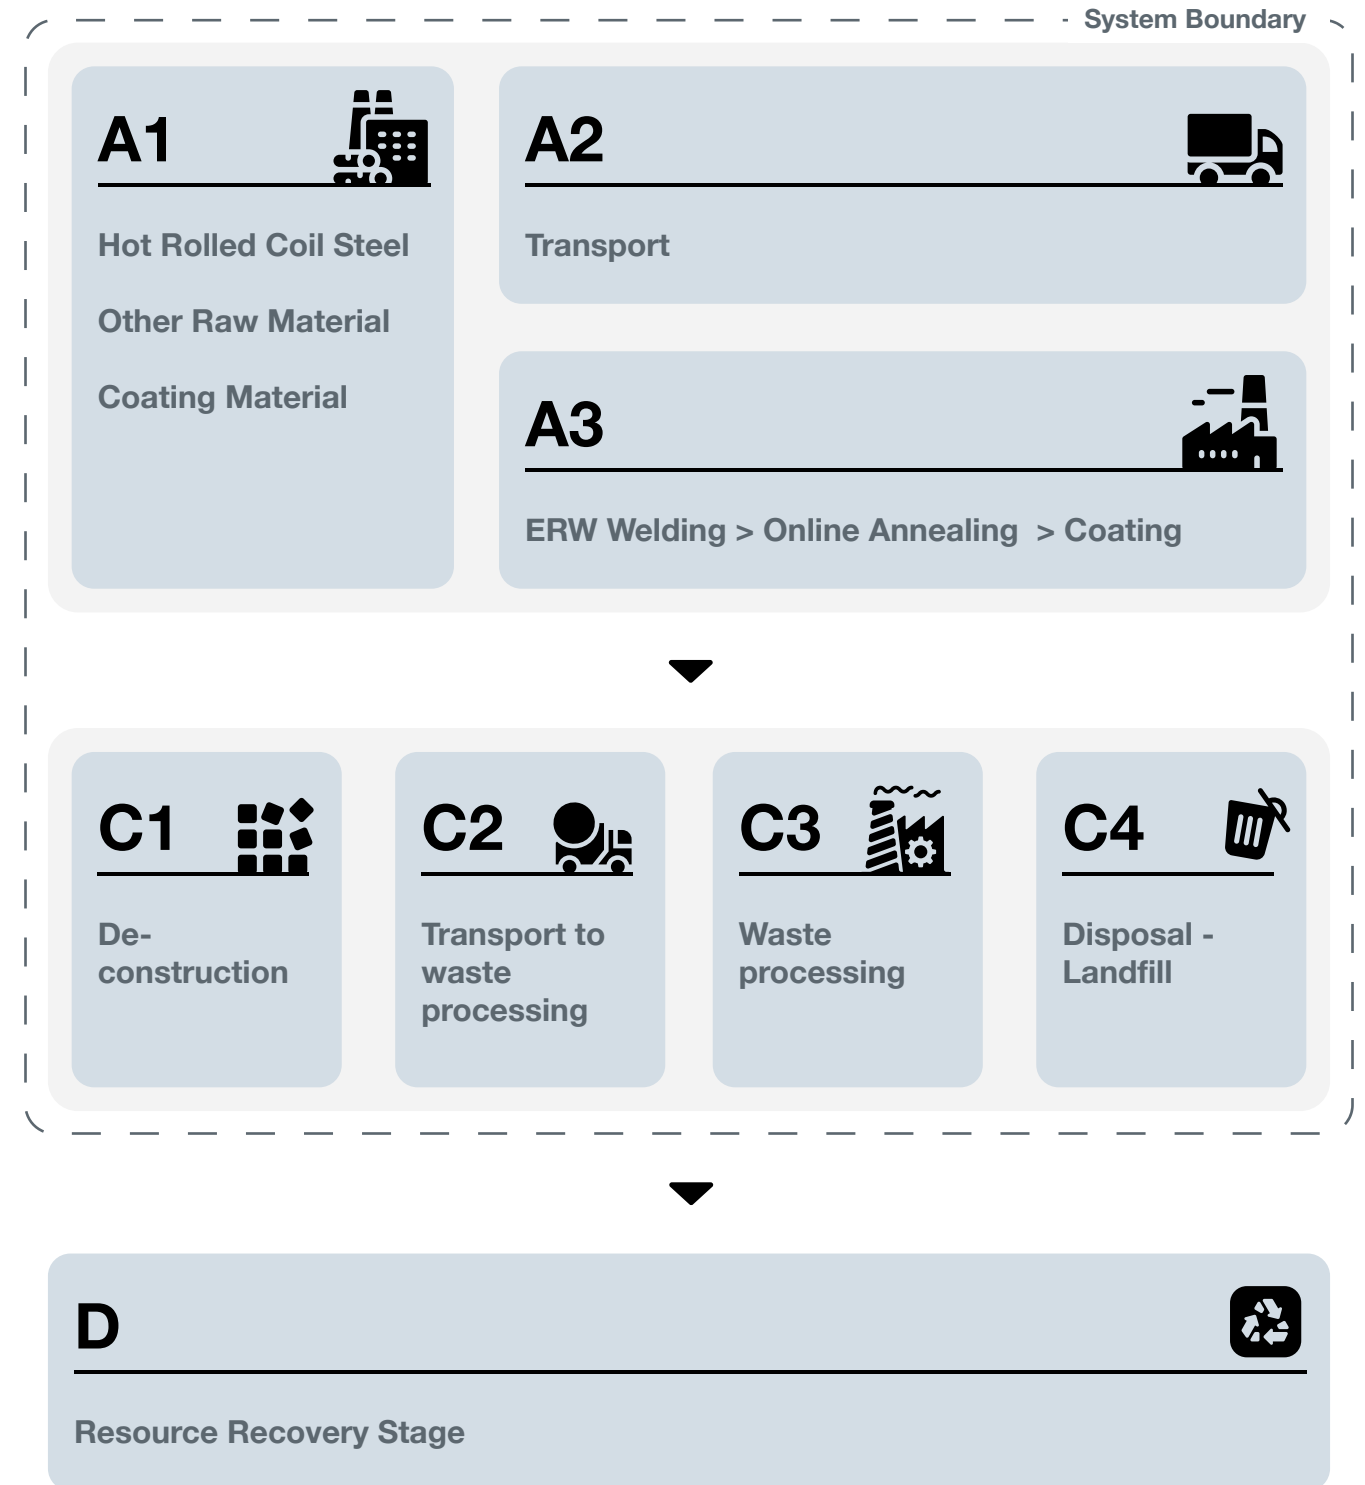 System Boundary
A1
Hot Rolled Coil Steel
Other Raw Material
Coating Material
A2
Transport
A3
ERW Welding > Online Annealing  > Coating
C1
De-
construction
C2
Transport to
waste
processing
C3
Waste
processing
C4
Disposal -
Landfill
D
Resource Recovery Stage